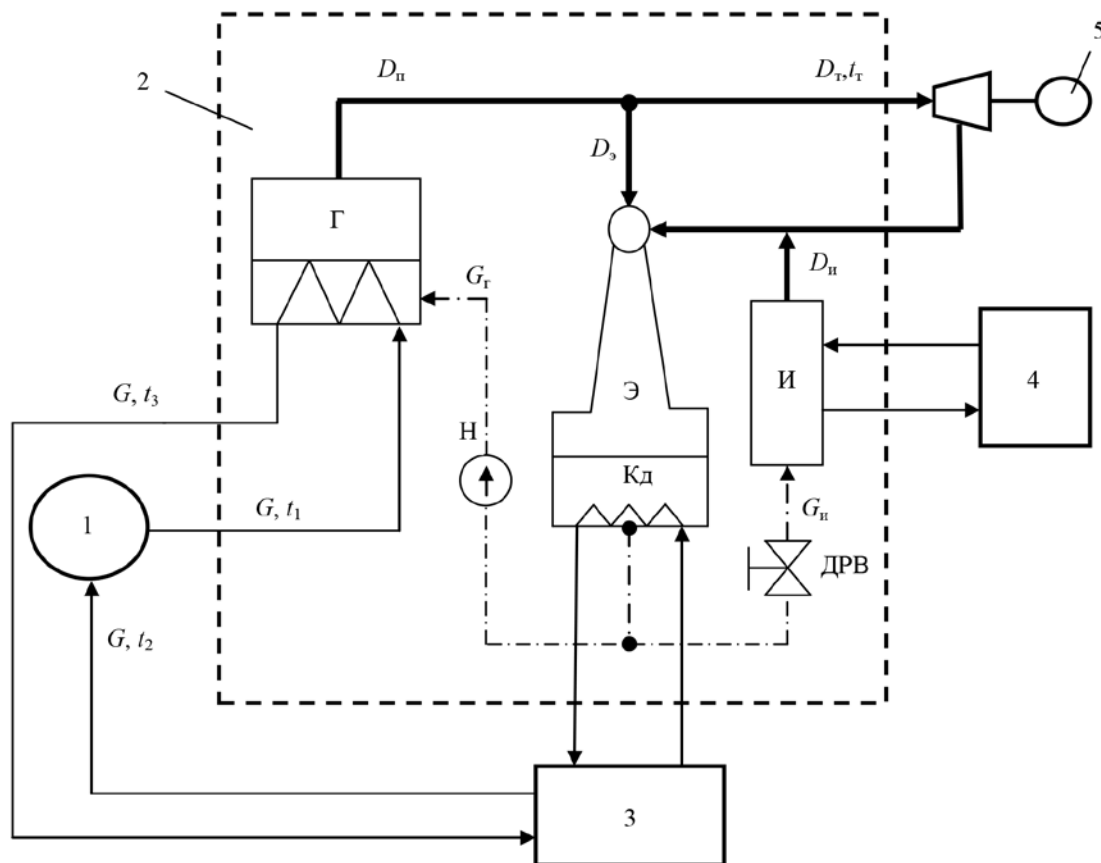 5
2
Dп
Dт,tт
Dэ
Г
Gг
Dи
И
4
Э
G, t3
Н
Кд
1
G, t1
Gи
ДРВ
G, t2
3